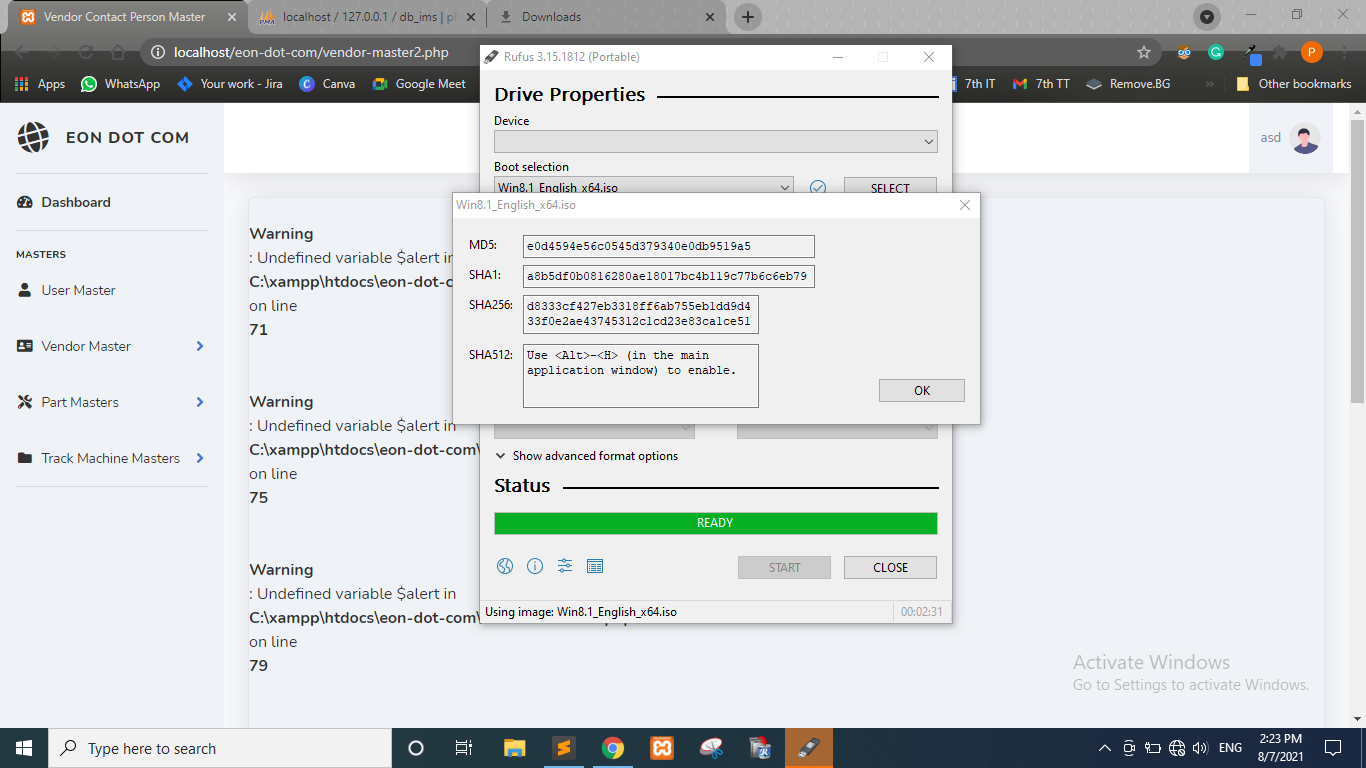 Vendor Contact Person Master
localhost / 127.0.0.1 / db_ims | p
Downloads
localhost/eon-dot-com/vendor-master2.php
P
Apps
WhatsApp
Your work - Jira
Canva
Google Meet
7th IT
7th TT
Remove.BG
Other bookmarks
Rufus 3.15.1812 (Portable)
Drive Properties
Device
Boot selection
Win8.1_English_x64.iso
SELECT
Win8.1_English_x64.iso
MD5:
e0d4594e56c0545d379340e0db9519a5
SHA1:
a8b5df0b0816280ae18017bc4b119c77b6c6eb79
SHA256:
d8333cf427eb3318ff6ab755eb1dd9d4
33f0e2ae43745312c1cd23e83ca1ce51
SHA512:
Use <Alt>-<H> (in the main
application window) to enable.
OK
Show advanced format options
Status
READY
START
CLOSE
Using image: Win8.1_English_x64.iso
00:02:31
EON DOT COM
Dashboard
MASTERS
User Master
Vendor Master
Part Masters
Track Machine Masters
asd
Warning
: Undefined variable $alert in
C:\xampp\htdocs\eon-dot-c
on line
71
Warning
: Undefined variable $alert in
C:\xampp\htdocs\eon-dot-com\
on line
75
Warning
: Undefined variable $alert in
C:\xampp\htdocs\eon-dot-com\
on line
79
Activate Windows
Go to Settings to activate Windows.
Type here to search
ENG
2:23 PM
8/7/2021